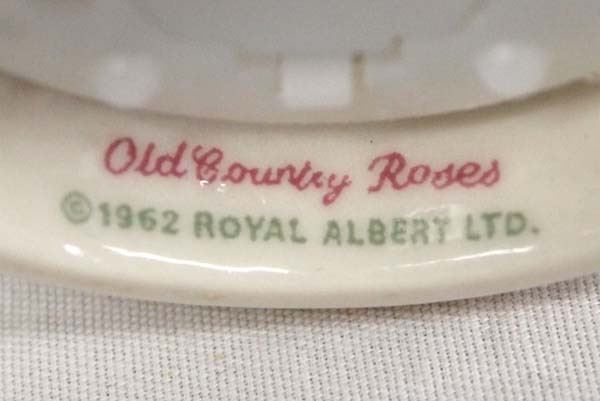 Old Country Roses
©1962 ROYAL ALBERT LTD.